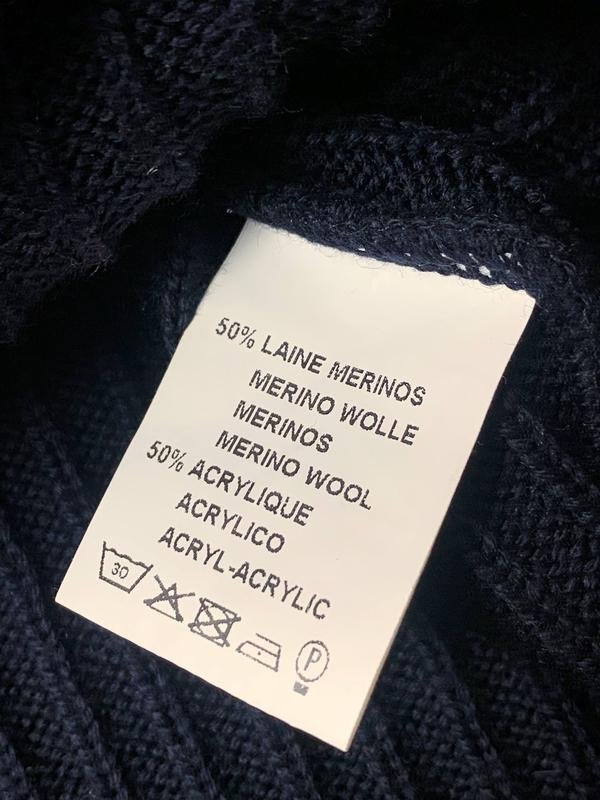 50% LAINE MERINOS
MERINO WOLLE
MERINOS
MERINO WOOL
50% ACRYLIQUE
ACRYLICO
ACRYL-ACRYLIC
30 P